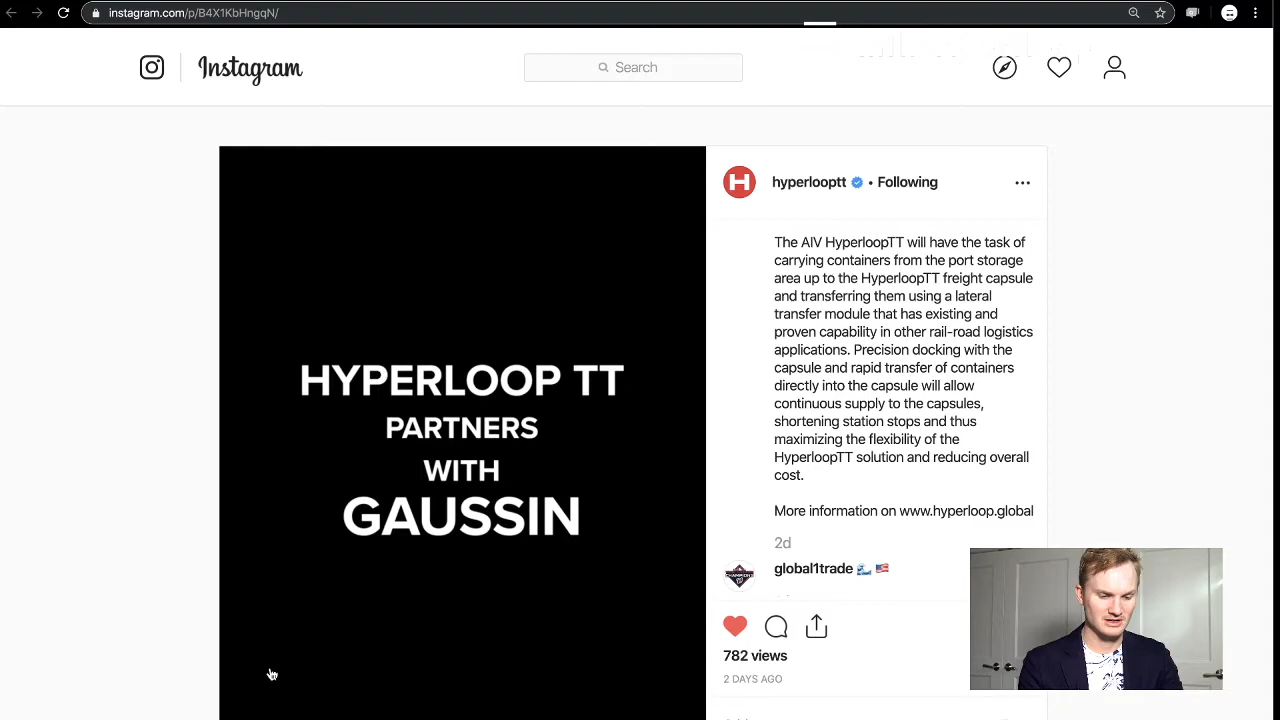 instagram.com/p/B4X1KbHngqN/
Instagram
Search
HYPERLOOP TT
PARTNERS
WITH
GAUSSIN
H
hyperlooptt • Following
The AIV HyperloopTT will have the task of
carrying containers from the port storage
area up to the HyperloopTT freight capsule
and transferring them using a lateral
transfer module that has existing and
proven capability in other rail-road logistics
applications. Precision docking with the
capsule and rapid transfer of containers
directly into the capsule will allow
continuous supply to the capsules,
shortening station stops and thus
maximizing the flexibility of the
HyperloopTT solution and reducing overall
cost.
More information on www.hyperloop.global
2d
global1trade 🌊 🇺🇸
782 views
2 DAYS AGO